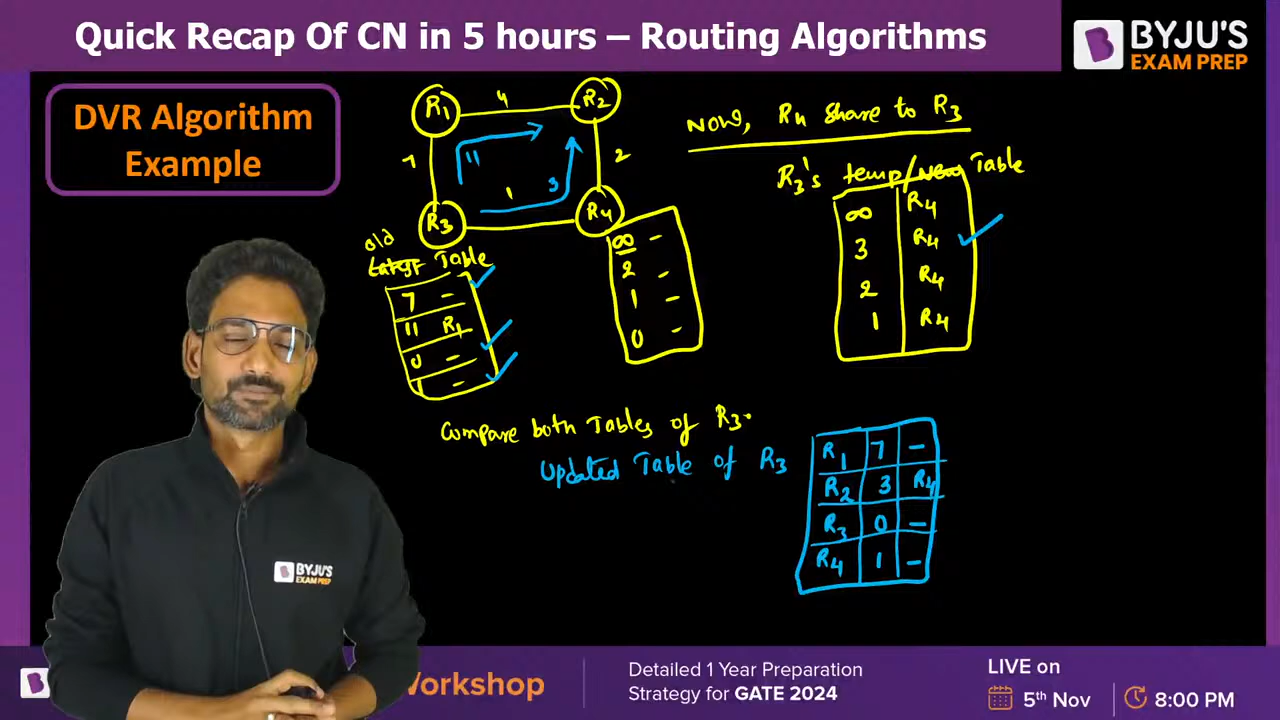 Quick Recap Of CN in 5 hours – Routing Algorithms
BYJU'S
EXAM PREP
DVR Algorithm
Example
R1 4 R2
7 11 3 2
1
R3 R4
Now, R4 share to R3
R3's temp/New Table
∞ R4
3 R4
2 R4
1 R4
old
Latest Table
7 -
11 R1
0 -
1 -
∞ -
2 -
1 -
0 -
Compare both Tables of R3.
Updated Table of R3
R1 7 -
R2 3 R4
R3 0 -
R4 1 -
BYJU'S
EXAM PREP
Workshop
Detailed 1 Year Preparation
Strategy for GATE 2024
LIVE on
5th Nov
8:00 PM